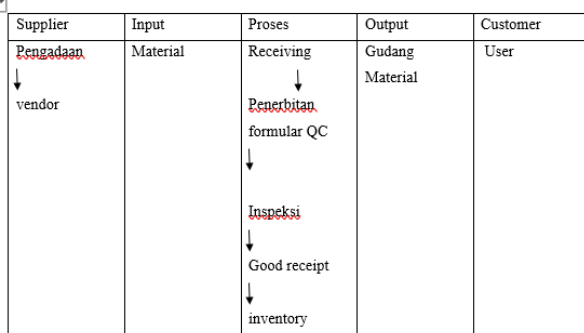 Supplier Input Proses Output Customer
Pengadaan Material Receiving Gudang User
Material
vendor Penerbitan
formular QC
Inspeksi
Good receipt
inventory